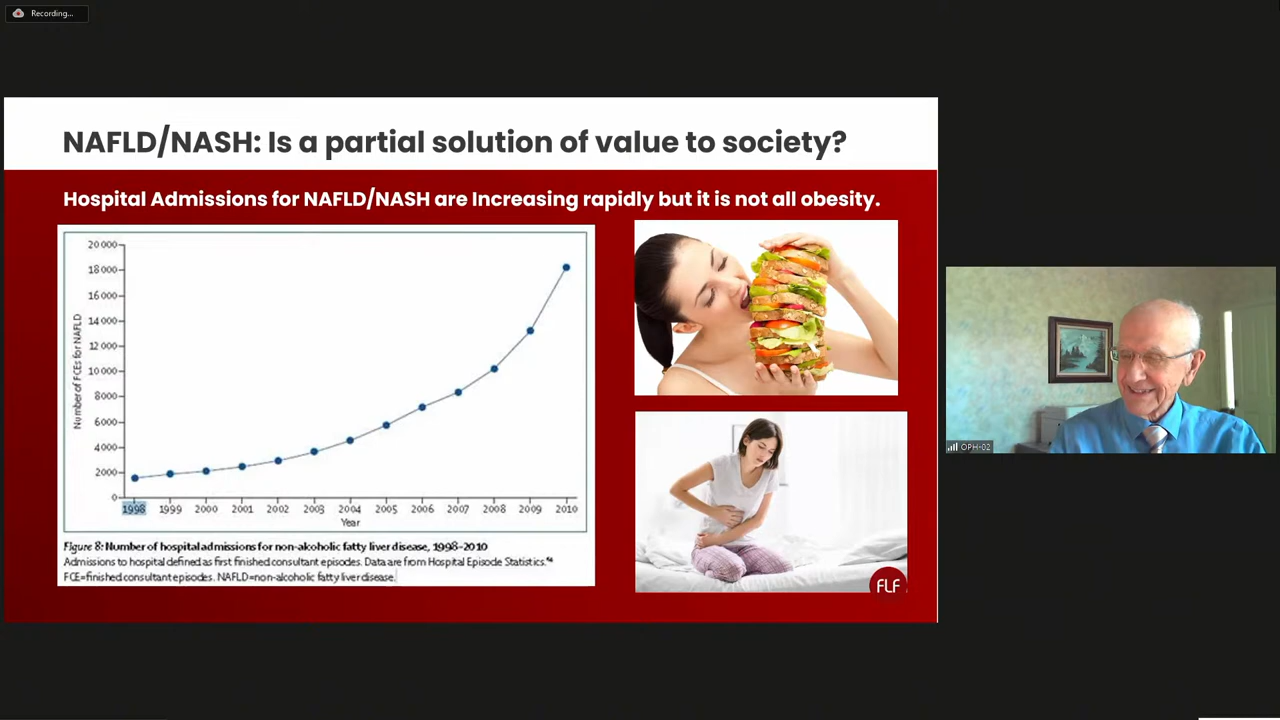 Recording...
NAFLD/NASH: Is a partial solution of value to society?
Hospital Admissions for NAFLD/NASH are Increasing rapidly but it is not all obesity.
20 000
18 000
16 000
14 000
12 000
10 000
8000
6000
4000
2000
0
Number of FCEs for NAFLD
1998 1999 2000 2001 2002 2003 2004 2005 2006 2007 2008 2009 2010
Year
Figure 8: Number of hospital admissions for non-alcoholic fatty liver disease, 1998–2010
Admissions to hospital defined as first finished consultant episodes. Data are from Hospital Episode Statistics.
FCE=finished consultant episodes. NAFLD=non-alcoholic fatty liver disease.
FLF
OPH-02